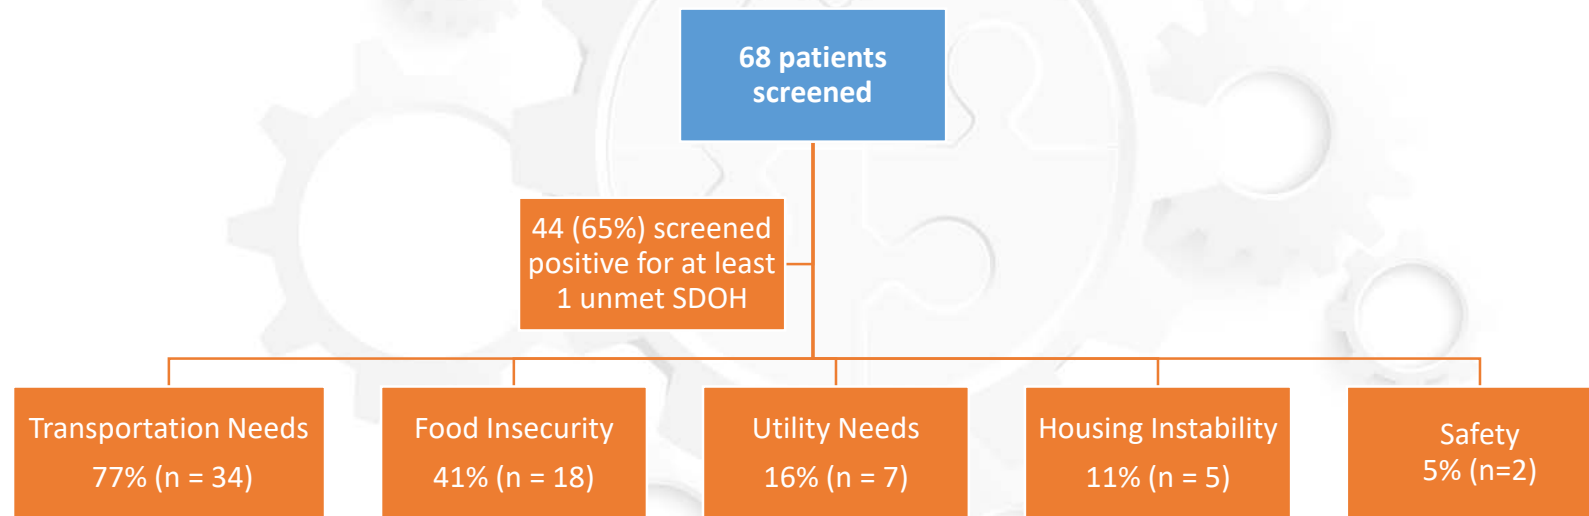 68 patients
screened
44 (65%) screened
positive for at least
1 unmet SDOH
Transportation Needs
77% (n = 34)
Food Insecurity
41% (n = 18)
Utility Needs
16% (n = 7)
Housing Instability
11% (n = 5)
Safety
5% (n=2)